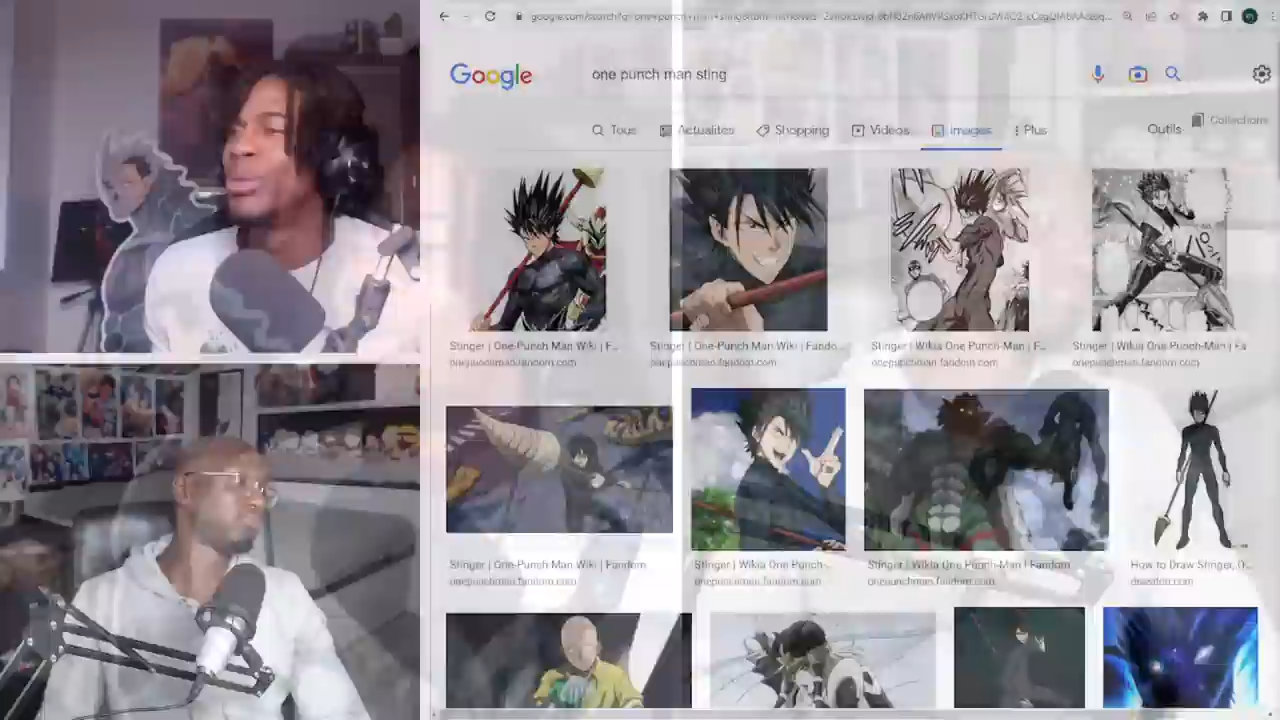 Google
one punch man sting
Tous
Actualités
Shopping
Vidéos
Images
Plus
Outils
Collections
Stinger | One-Punch Man Wiki | F...
Stinger | One-Punch Man Wiki | Fando...
Stinger | Wikia One Punch-Man | F...
Stinger | Wikia One Punch-Man | Fa
onepunchman.fandom.com
onepunchman.fandom.com
onepunchman.fandom.com
onepunchman.fandom.com
Stinger | One-Punch Man Wiki | Fandom
Stinger | Wikia One Punch-...
Stinger | Wikia One Punch-Man | Fandom
How to Draw Stinger, O...
onepunchman.fandom.com
onepunchman.fandom.com
onepunchman.fandom.com
drawdoo.com